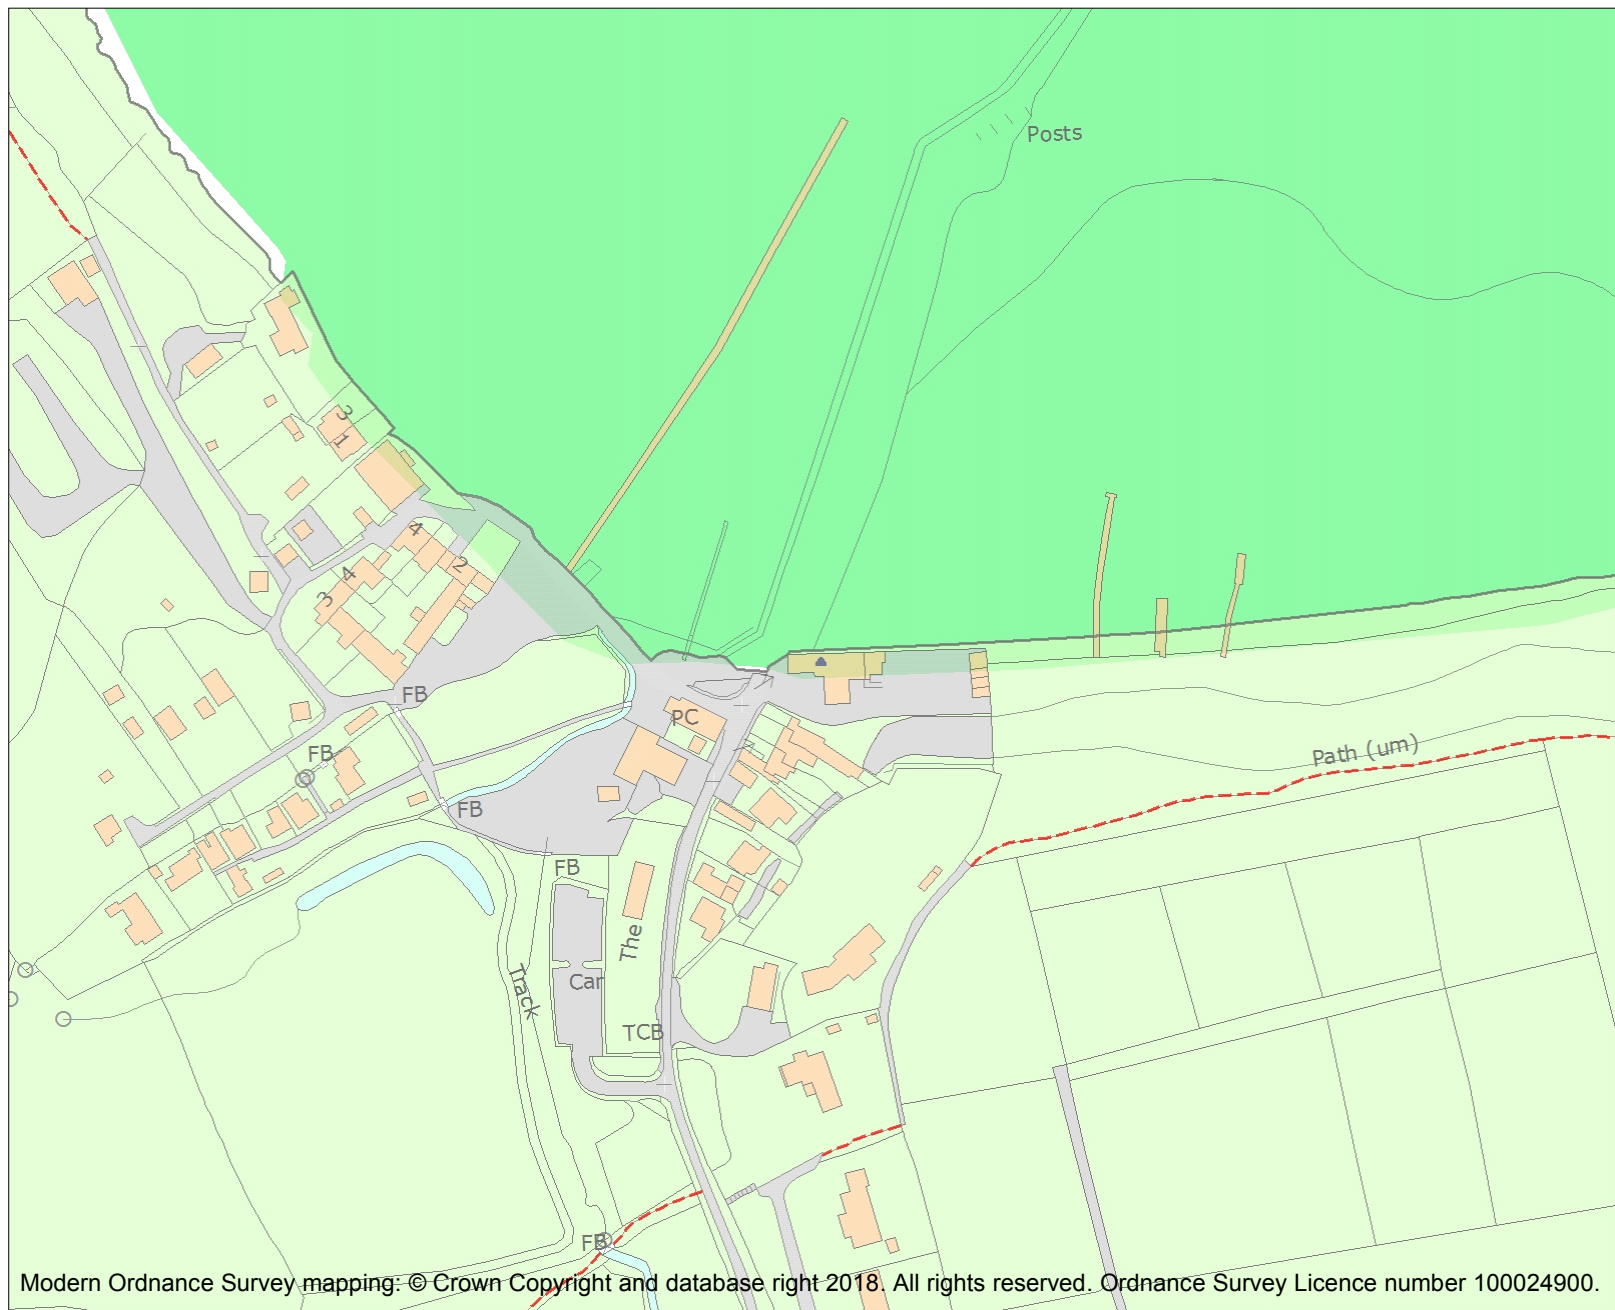 Posts
3
1
4
2
4
3
FB
PC
FB
Path (um)
FB
FB
The
Car
Track
TCB
FB
Modern Ordnance Survey mapping: © Crown Copyright and database right 2018. All rights reserved. Ordnance Survey Licence number 100024900.